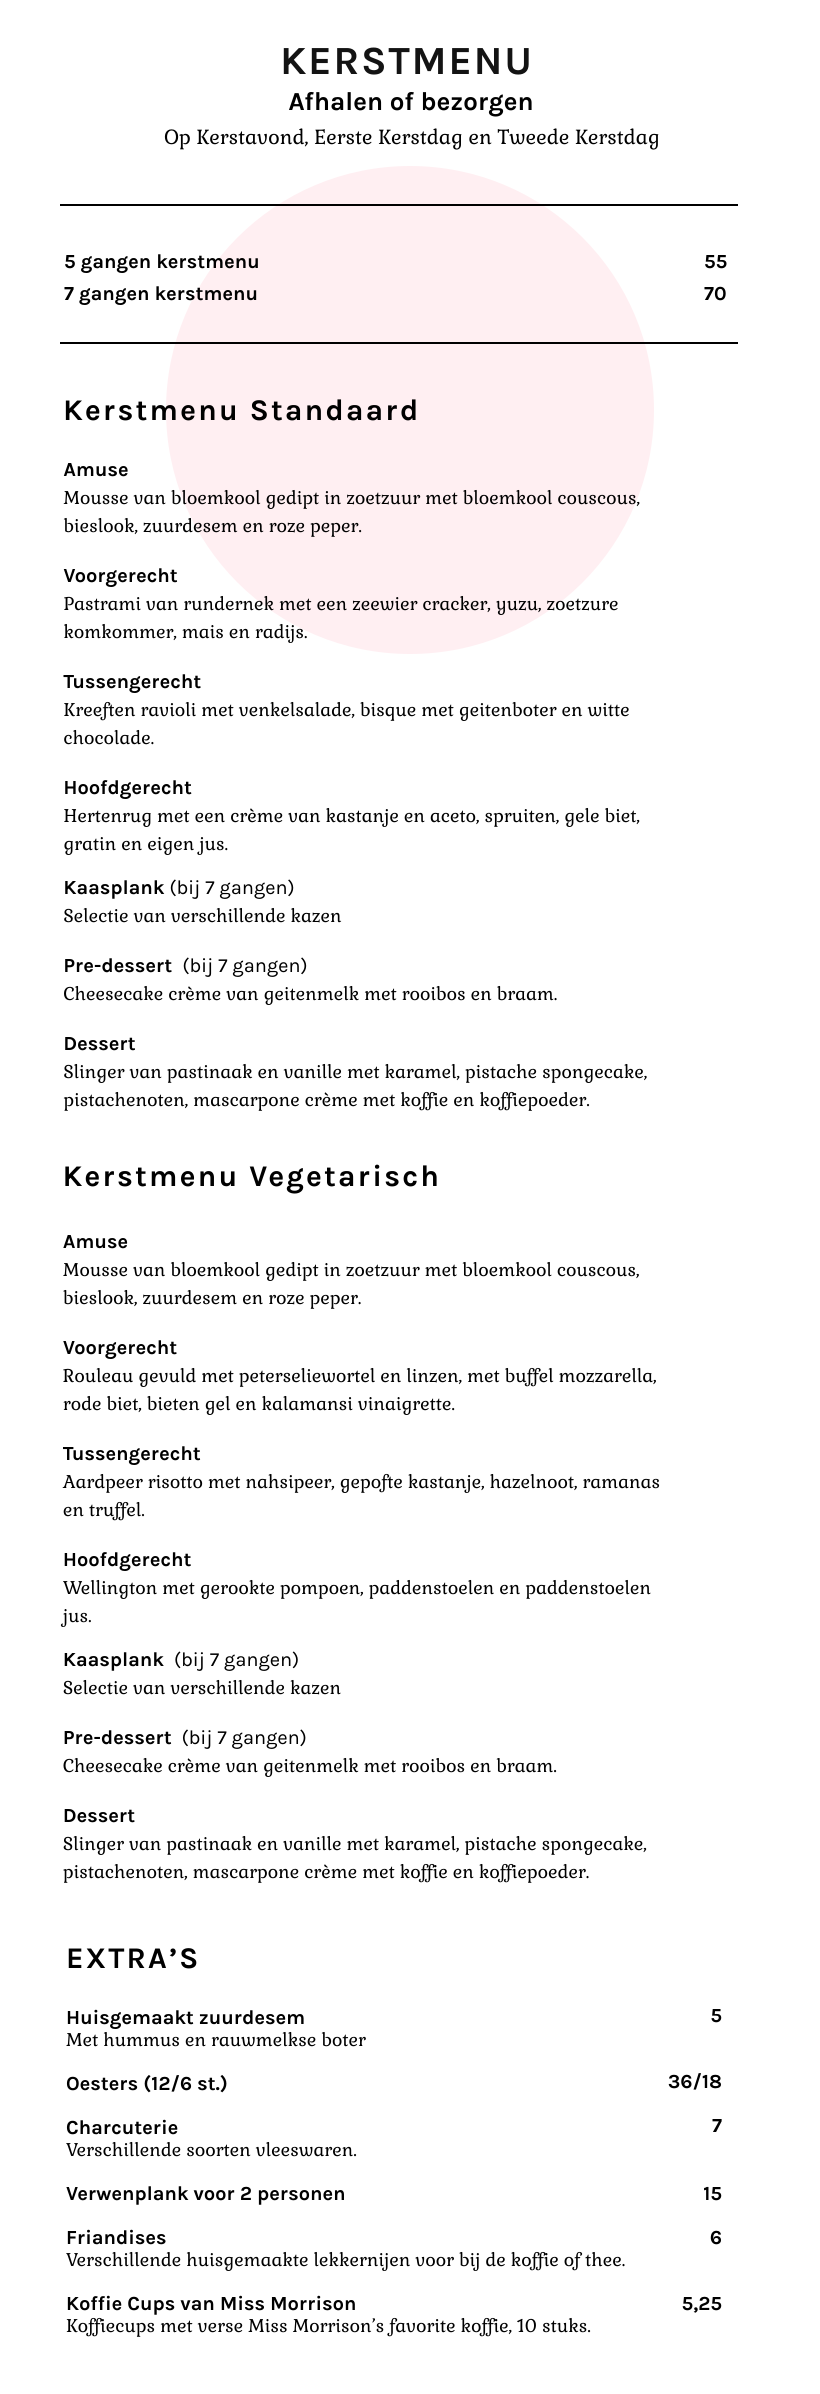 KERSTMENU
Afhalen of bezorgen
Op Kerstavond, Eerste Kerstdag en Tweede Kerstdag
5 gangen kerstmenu 55
7 gangen kerstmenu 70
Kerstmenu Standaard
Amuse
Mousse van bloemkool gedipt in zoetzuur met bloemkool couscous,
bieslook, zuurdesem en roze peper.
Voorgerecht
Pastrami van rundernek met een zeewier cracker, yuzu, zoetzure
komkommer, mais en radijs.
Tussengerecht
Kreeften ravioli met venkelsalade, bisque met geitenboter en witte
chocolade.
Hoofdgerecht
Hertenrug met een crème van kastanje en aceto, spruiten, gele biet,
gratin en eigen jus.
Kaasplank (bij 7 gangen)
Selectie van verschillende kazen
Pre-dessert (bij 7 gangen)
Cheesecake crème van geitenmelk met rooibos en braam.
Dessert
Slinger van pastinaak en vanille met karamel, pistache spongecake,
pistachenoten, mascarpone crème met koffie en koffiepoeder.
Kerstmenu Vegetarisch
Amuse
Mousse van bloemkool gedipt in zoetzuur met bloemkool couscous,
bieslook, zuurdesem en roze peper.
Voorgerecht
Rouleau gevuld met peterseliewortel en linzen, met buffel mozzarella,
rode biet, bieten gel en kalamansi vinaigrette.
Tussengerecht
Aardpeer risotto met nahsipeer, gepofte kastanje, hazelnoot, ramanas
en truffel.
Hoofdgerecht
Wellington met gerookte pompoen, paddenstoelen en paddenstoelen
jus.
Kaasplank (bij 7 gangen)
Selectie van verschillende kazen
Pre-dessert (bij 7 gangen)
Cheesecake crème van geitenmelk met rooibos en braam.
Dessert
Slinger van pastinaak en vanille met karamel, pistache spongecake,
pistachenoten, mascarpone crème met koffie en koffiepoeder.
EXTRA’S
Huisgemaakt zuurdesem 5
Met hummus en rauwmelkse boter
Oesters (12/6 st.) 36/18
Charcuterie 7
Verschillende soorten vleeswaren.
Verwenplank voor 2 personen 15
Friandises 6
Verschillende huisgemaakte lekkernijen voor bij de koffie of thee.
Koffie Cups van Miss Morrison 5,25
Koffiecups met verse Miss Morrison’s favorite koffie, 10 stuks.